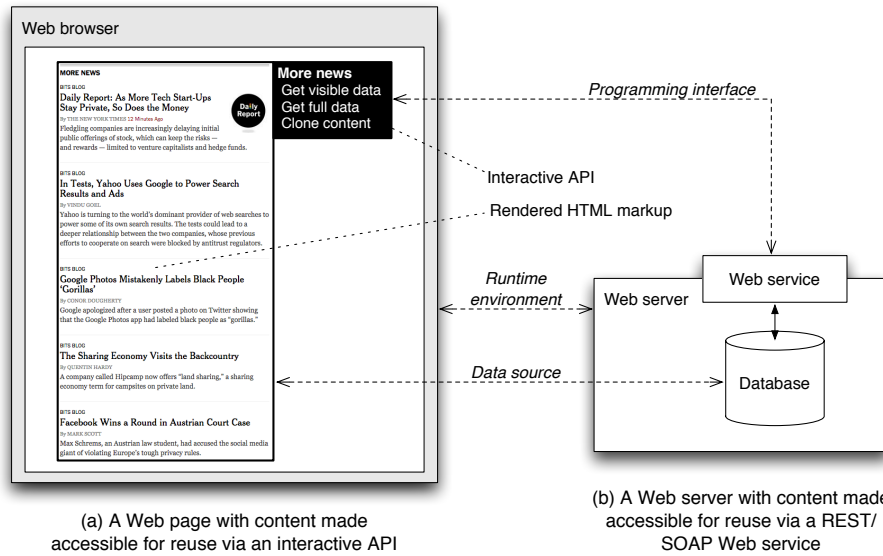 Web browser
MORE NEWS
BITS BLOG
Daily Report: As More Tech Start-Ups
Stay Private, So Does the Money
By THE NEW YORK TIMES 12 Minutes Ago
Fledgling companies are increasingly delaying initial
public offerings of stock, which can keep the risks —
and rewards — limited to venture capitalists and hedge funds.
Daily
Report
BITS BLOG
In Tests, Yahoo Uses Google to Power Search
Results and Ads
By VINDU GOEL
Yahoo is turning to the world's dominant provider of web searches to
power some of its own search results. The tests could lead to a
deeper relationship between the two companies, whose previous
efforts to cooperate on search were blocked by antitrust regulators.
BITS BLOG
Google Photos Mistakenly Labels Black People
'Gorillas'
By CONOR DOUGHERTY
Google apologized after a user posted a photo on Twitter showing
that the Google Photos app had labeled black people as "gorillas."
BITS BLOG
The Sharing Economy Visits the Backcountry
By QUENTIN HARDY
A company called Hipcamp now offers "land sharing," a sharing
economy term for campsites on private land.
BITS BLOG
Facebook Wins a Round in Austrian Court Case
By MARK SCOTT
Max Schrems, an Austrian law student, had accused the social media
giant of violating Europe's tough privacy rules.
More news
Get visible data
Get full data
Clone content
Programming interface
Interactive API
Rendered HTML markup
Runtime
environment
Data source
Web service
Web server
Database
(a) A Web page with content made
accessible for reuse via an interactive API
(b) A Web server with content made
accessible for reuse via a REST/
SOAP Web service